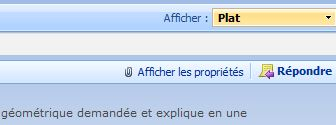 Afficher : Plat
Afficher les propriétés Répondre
géométrique demandée et explique en une